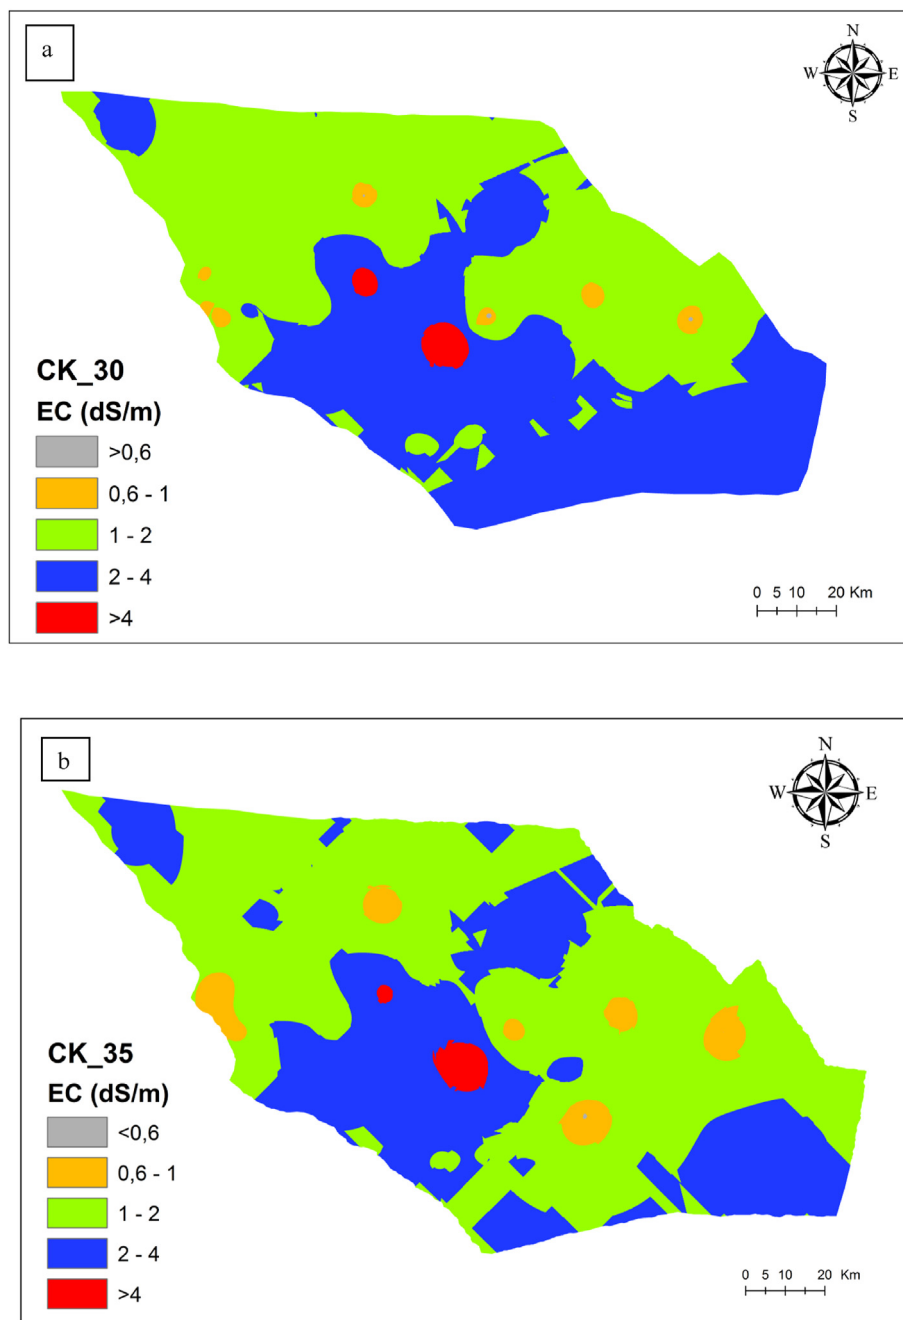 a
N
W E
S
CK_30
EC (dS/m)
>0,6
0,6 - 1
1 - 2
2 - 4
>4
0 5 10 20 Km
b
N
W E
S
CK_35
EC (dS/m)
<0,6
0,6 - 1
1 - 2
2 - 4
>4
0 5 10 20 Km